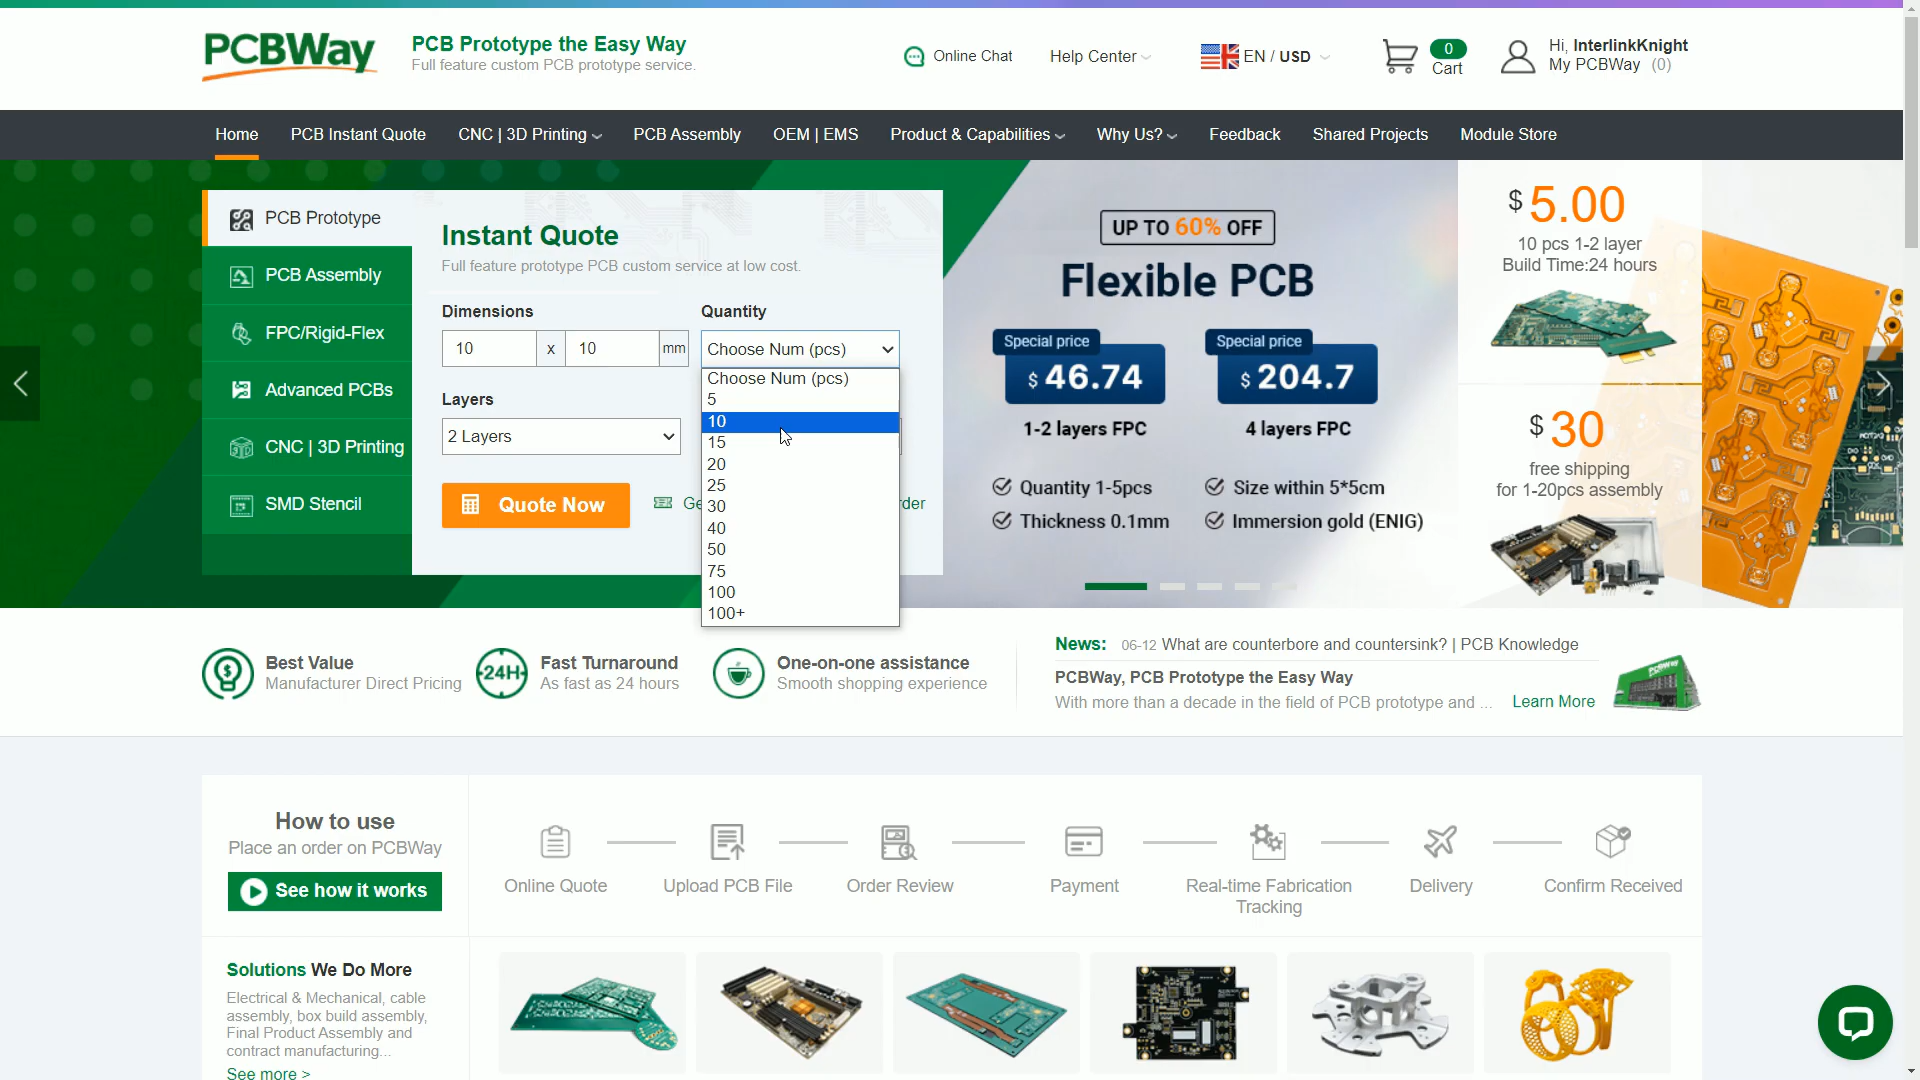 PCBWay
PCB Prototype the Easy Way
Full feature custom PCB prototype service.
Online Chat
Help Center
EN / USD
0
Cart
Hi, InterlinkKnight
My PCBWay (0)
Home
PCB Instant Quote
CNC | 3D Printing
PCB Assembly
OEM | EMS
Product & Capabilities
Why Us?
Feedback
Shared Projects
Module Store
PCB Prototype
PCB Assembly
FPC/Rigid-Flex
Advanced PCBs
CNC | 3D Printing
SMD Stencil
Instant Quote
Full feature prototype PCB custom service at low cost.
Dimensions
10 x 10 mm
Quantity
Choose Num (pcs)
Choose Num (pcs)
5
10
15
20
25
30
40
50
75
100
100+
Layers
2 Layers
Quote Now
Ge
rder
UP TO 60% OFF
Flexible PCB
Special price
$ 46.74
1-2 layers FPC
Special price
$ 204.7
4 layers FPC
Quantity 1-5pcs
Size within 5*5cm
Thickness 0.1mm
Immersion gold (ENIG)
$ 5.00
10 pcs 1-2 layer
Build Time:24 hours
$ 30
free shipping
for 1-20pcs assembly
Best Value
Manufacturer Direct Pricing
24H
Fast Turnaround
As fast as 24 hours
One-on-one assistance
Smooth shopping experience
News: 06-12 What are counterbore and countersink? | PCB Knowledge
PCBWay, PCB Prototype the Easy Way
With more than a decade in the field of PCB prototype and ... Learn More
How to use
Place an order on PCBWay
See how it works
Online Quote
Upload PCB File
Order Review
Payment
Real-time Fabrication
Tracking
Delivery
Confirm Received
Solutions We Do More
Electrical & Mechanical, cable
assembly, box build assembly,
Final Product Assembly and
contract manufacturing...
See more >